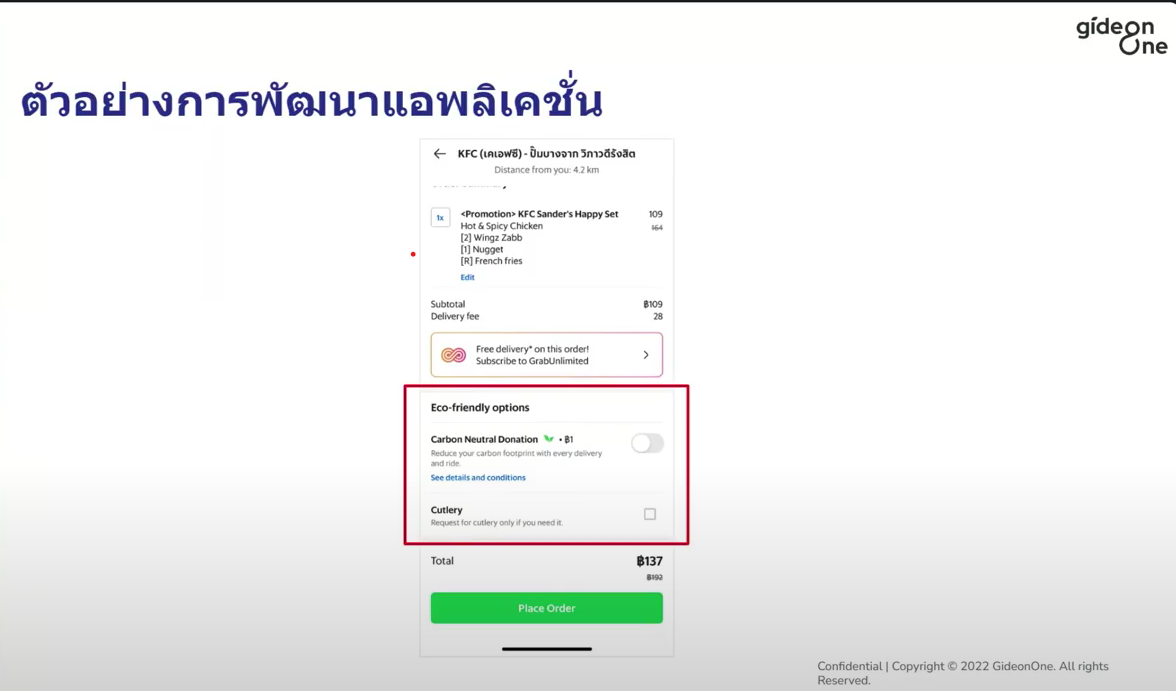 gideon
One
ตัวอย่างการพัฒนาแอพลิเคชั่น
KFC (เคเอฟซี) - ปั๊มบางจาก วิภาวดีรังสิต
Distance from you: 4.2 km
1x
<Promotion> KFC Sander's Happy Set
109
Hot & Spicy Chicken
164
[2] Wingz Zabb
[1] Nugget
[R] French fries
Edit
Subtotal
฿109
Delivery fee
28
Free delivery* on this order!
Subscribe to GrabUnlimited
Eco-friendly options
Carbon Neutral Donation • ฿1
Reduce your carbon footprint with every delivery
and ride.
See details and conditions
Cutlery
Request for cutlery only if you need it.
Total
฿137
฿192
Place Order
Confidential | Copyright © 2022 GideonOne. All rights
Reserved.